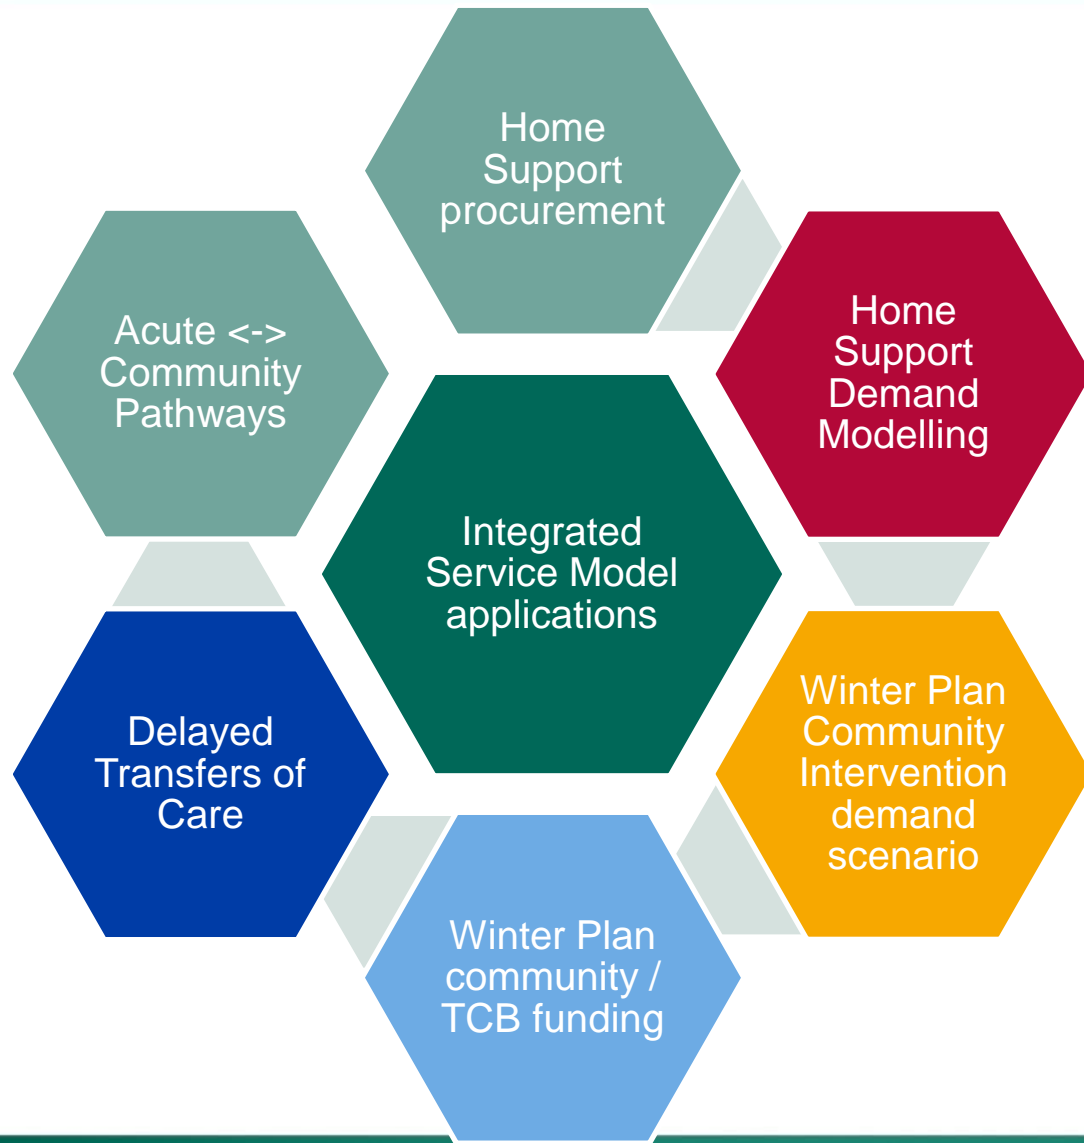 Home
Support
procurement
Acute <->
Community
Pathways
Home
Support
Demand
Modelling
Integrated
Service Model
applications
Delayed
Transfers of
Care
Winter Plan
Community
Intervention
demand
scenario
Winter Plan
community /
TCB funding